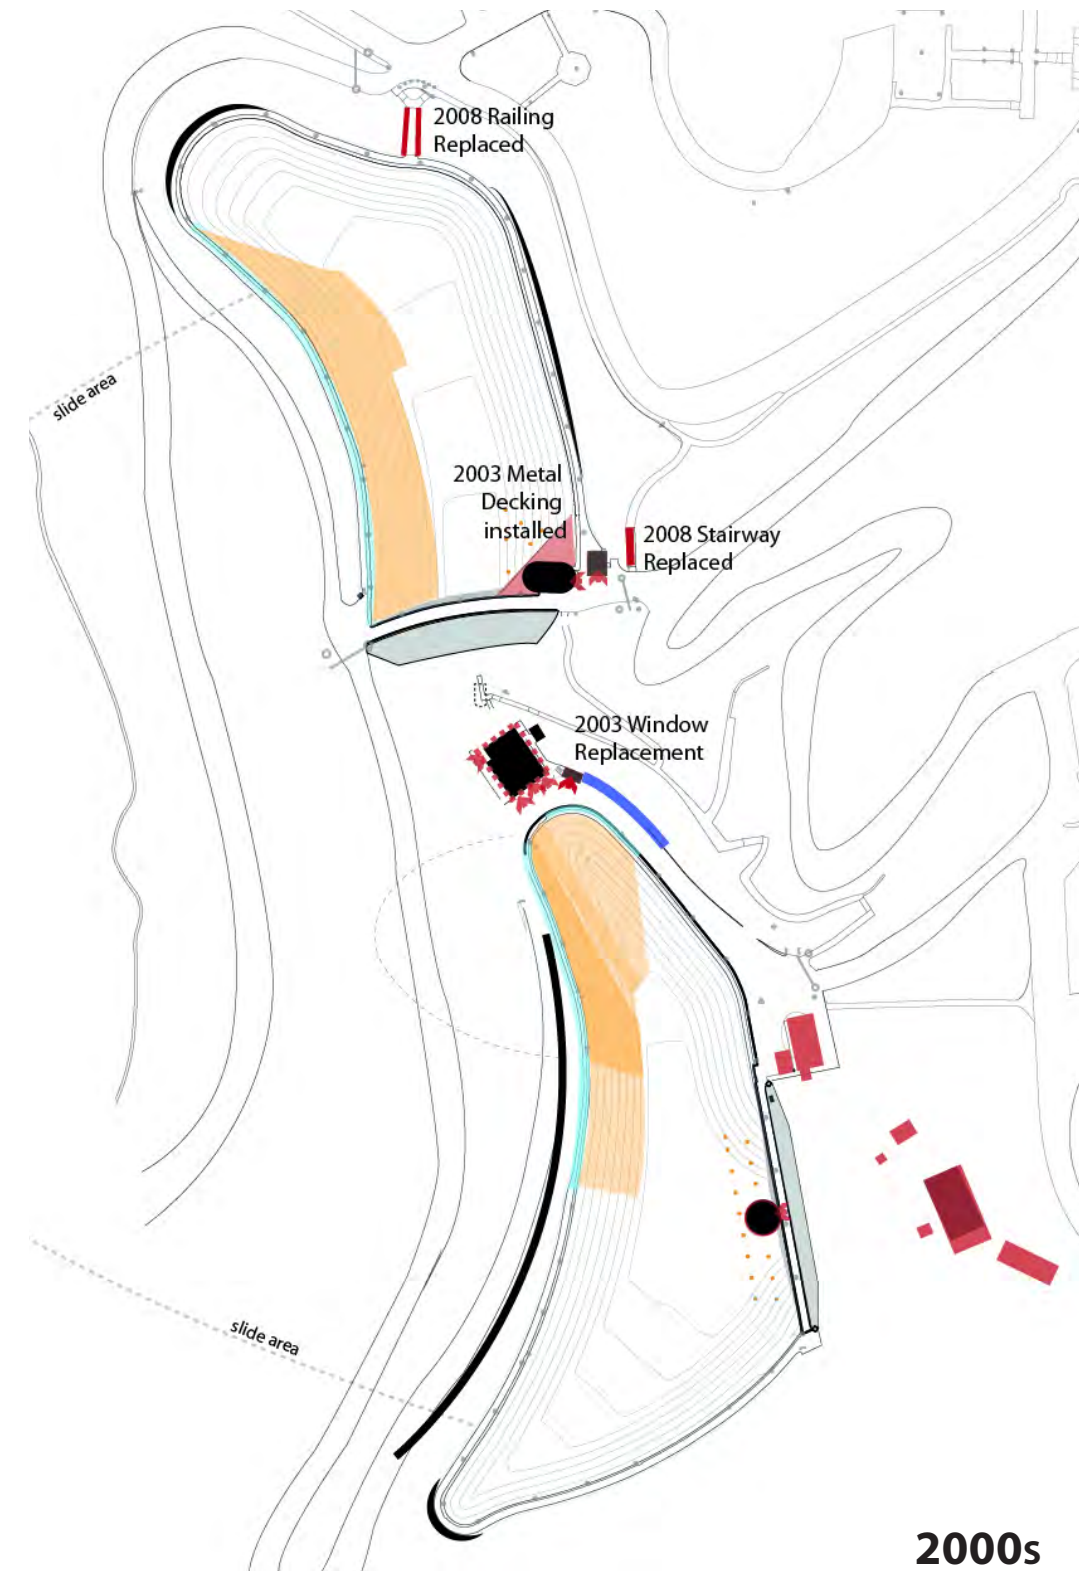 2008 Railing
Replaced
slide area
2003 Metal
Decking
installed
2008 Stairway
Replaced
2003 Window
Replacement
slide area
2000s